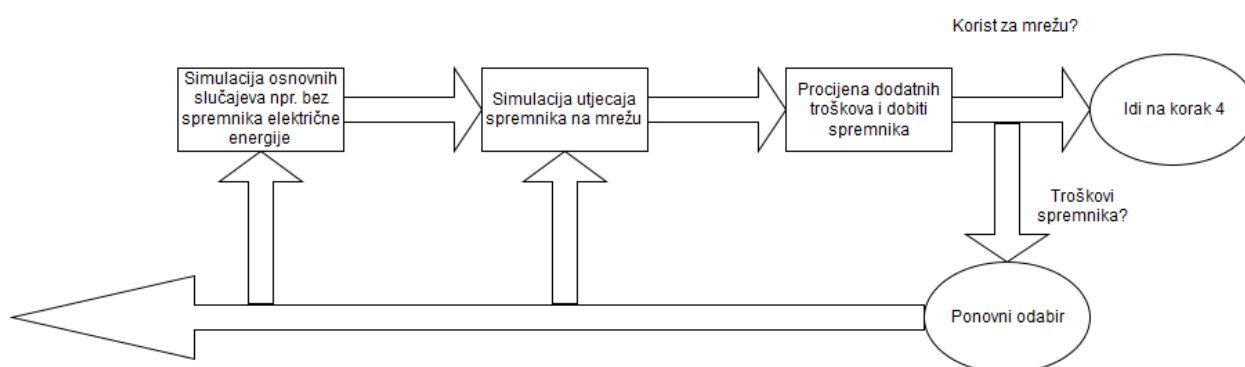 Korist za mrežu?
Simulacija osnovnih
slučajeva npr. bez
spremnika električne
energije
Simulacija utjecaja
spremnika na mrežu
Procijena dodatnih
troškova i dobiti
spremnika
Idi na korak 4
Troškovi
spremnika?
Ponovni odabir